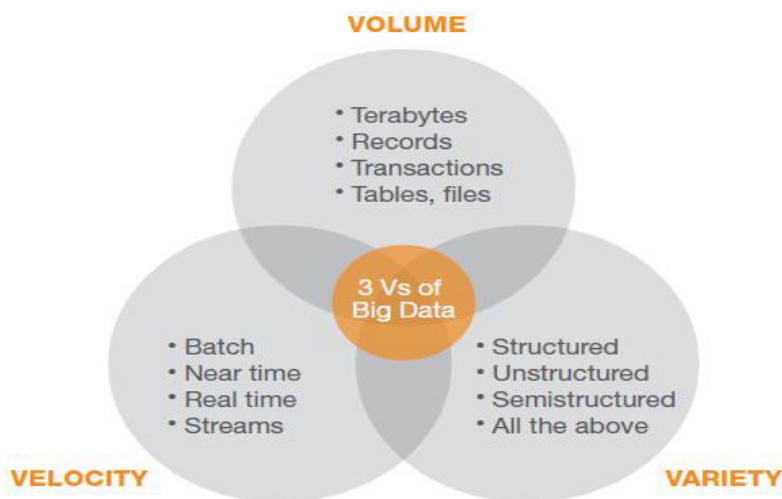 VOLUME
• Terabytes
• Records
• Transactions
• Tables, files
3 Vs of
Big Data
• Batch
• Near time
• Real time
• Streams
• Structured
• Unstructured
• Semistructured
• All the above
VELOCITY
VARIETY